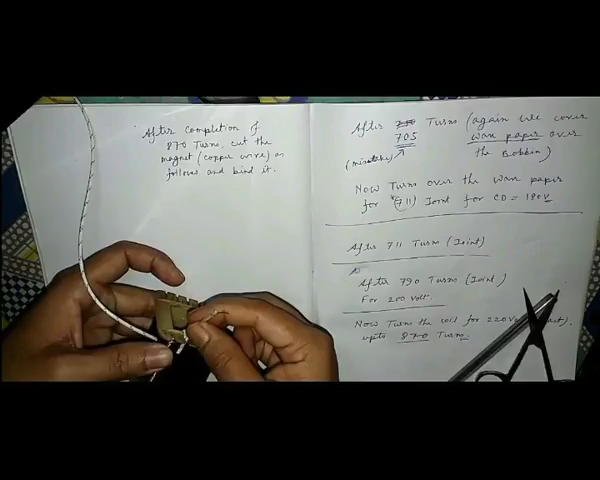 After completion of
870 Turns, cut the
magnet (copper wire) as
follows and bind it.
After Turns (again we cover
705 wax paper over
(mistake) the Bobbin)
Now Turns over the wax paper
for (711) Joint for CD = 180V
After 711 Turns (Joint)
After 790 Turns (Joint)
For 200 volt.
Now Turns the coil for 220V
upto 870 Turns